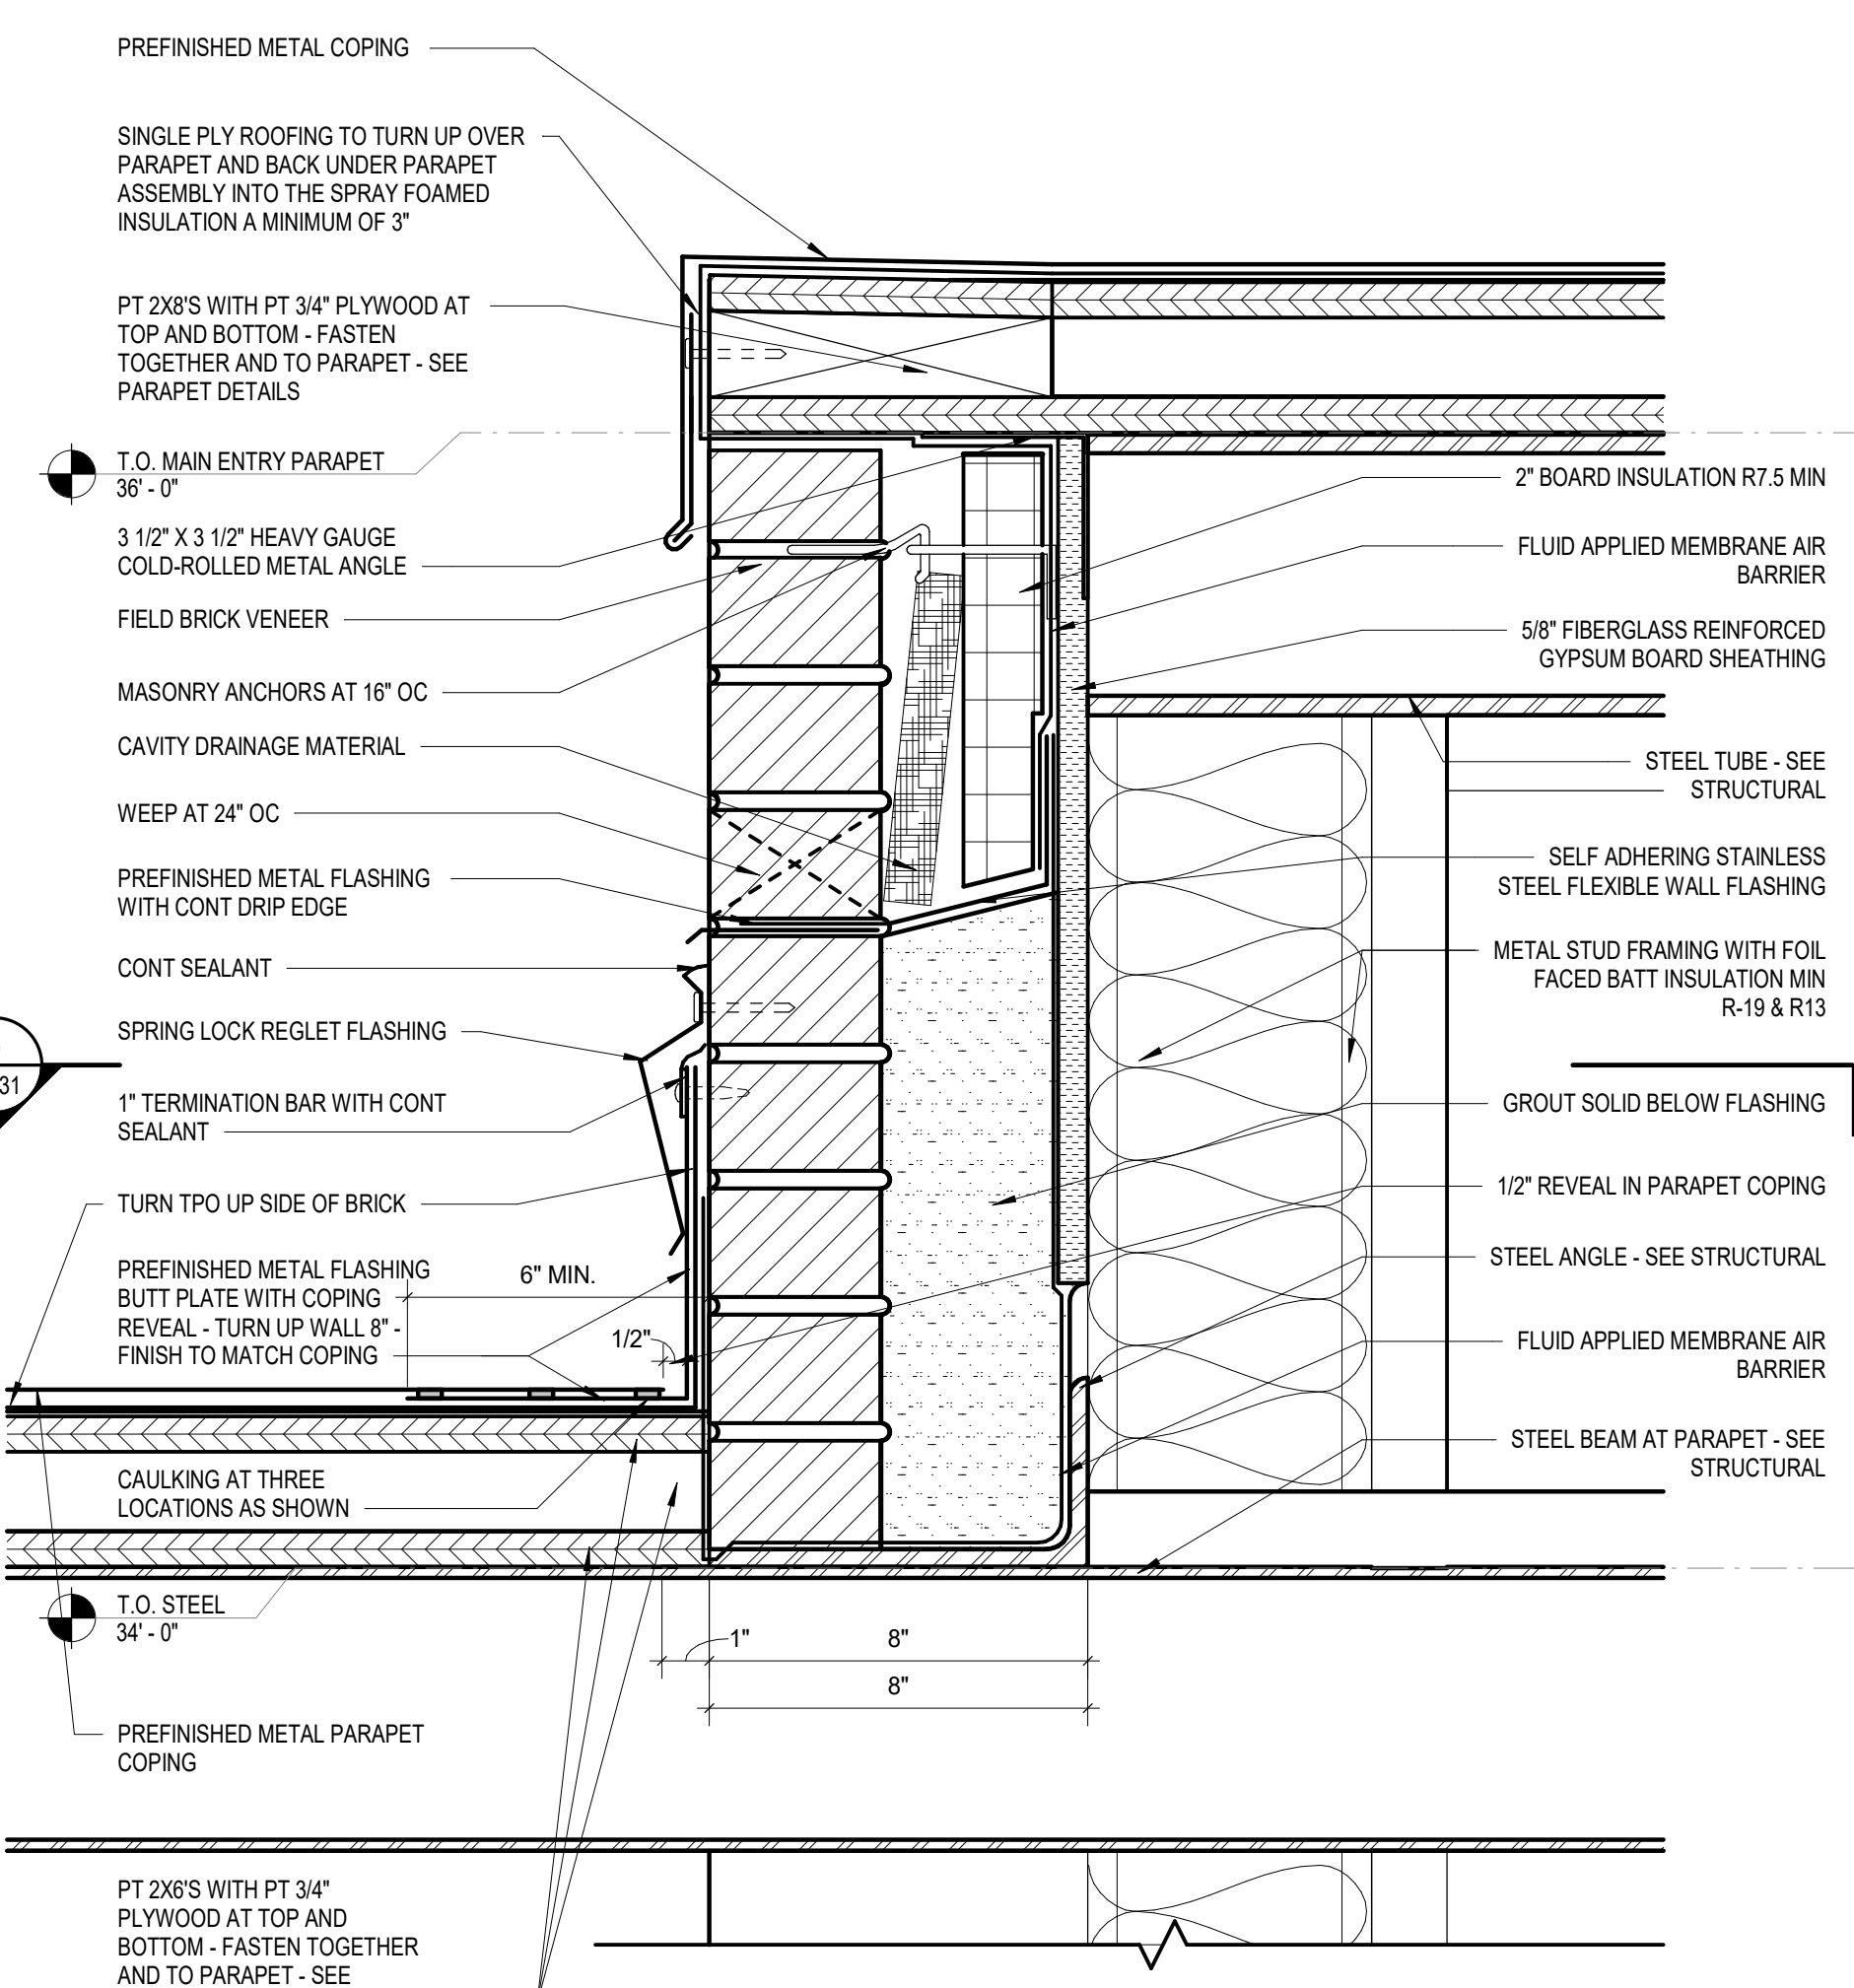 PREFINISHED METAL COPING
SINGLE PLY ROOFING TO TURN UP OVER
PARAPET AND BACK UNDER PARAPET
ASSEMBLY INTO THE SPRAY FOAMED
INSULATION A MINIMUM OF 3"
PT 2X8'S WITH PT 3/4" PLYWOOD AT
TOP AND BOTTOM - FASTEN
TOGETHER AND TO PARAPET - SEE
PARAPET DETAILS
T.O. MAIN ENTRY PARAPET
36' - 0"
3 1/2" X 3 1/2" HEAVY GAUGE
COLD-ROLLED METAL ANGLE
FIELD BRICK VENEER
MASONRY ANCHORS AT 16" OC
CAVITY DRAINAGE MATERIAL
WEEP AT 24" OC
PREFINISHED METAL FLASHING
WITH CONT DRIP EDGE
CONT SEALANT
SPRING LOCK REGLET FLASHING
31
1" TERMINATION BAR WITH CONT
SEALANT
TURN TPO UP SIDE OF BRICK
PREFINISHED METAL FLASHING
BUTT PLATE WITH COPING
REVEAL - TURN UP WALL 8" -
FINISH TO MATCH COPING
6" MIN.
1/2"
CAULKING AT THREE
LOCATIONS AS SHOWN
T.O. STEEL
34' - 0"
PREFINISHED METAL PARAPET
COPING
PT 2X6'S WITH PT 3/4"
PLYWOOD AT TOP AND
BOTTOM - FASTEN TOGETHER
AND TO PARAPET - SEE
1"
8"
8"
2" BOARD INSULATION R7.5 MIN
FLUID APPLIED MEMBRANE AIR
BARRIER
5/8" FIBERGLASS REINFORCED
GYPSUM BOARD SHEATHING
STEEL TUBE - SEE
STRUCTURAL
SELF ADHERING STAINLESS
STEEL FLEXIBLE WALL FLASHING
METAL STUD FRAMING WITH FOIL
FACED BATT INSULATION MIN
R-19 & R13
GROUT SOLID BELOW FLASHING
1/2" REVEAL IN PARAPET COPING
STEEL ANGLE - SEE STRUCTURAL
FLUID APPLIED MEMBRANE AIR
BARRIER
STEEL BEAM AT PARAPET - SEE
STRUCTURAL